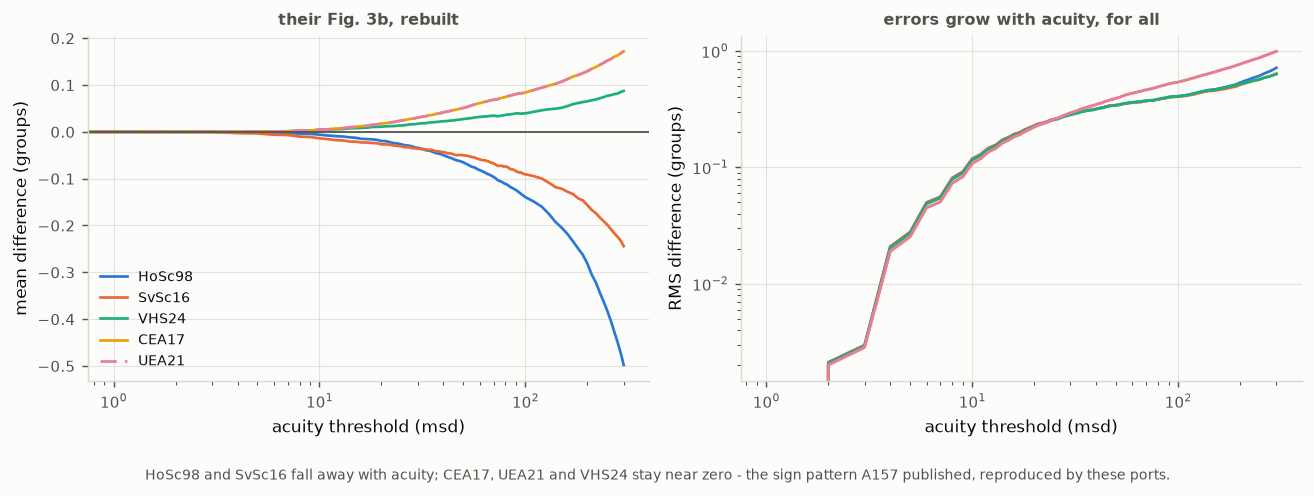 their Fig. 3b, rebuilt
0.2
0.1
0.0
−0.1
−0.2
−0.3
−0.4
−0.5
mean difference (groups)
HoSc98
SvSc16
VHS24
CEA17
UEA21
10⁰
10¹
10²
acuity threshold (msd)
errors grow with acuity, for all
10⁰
10⁻¹
10⁻²
RMS difference (groups)
10⁰
10¹
10²
acuity threshold (msd)
HoSc98 and SvSc16 fall away with acuity; CEA17, UEA21 and VHS24 stay near zero - the sign pattern A157 published, reproduced by these ports.